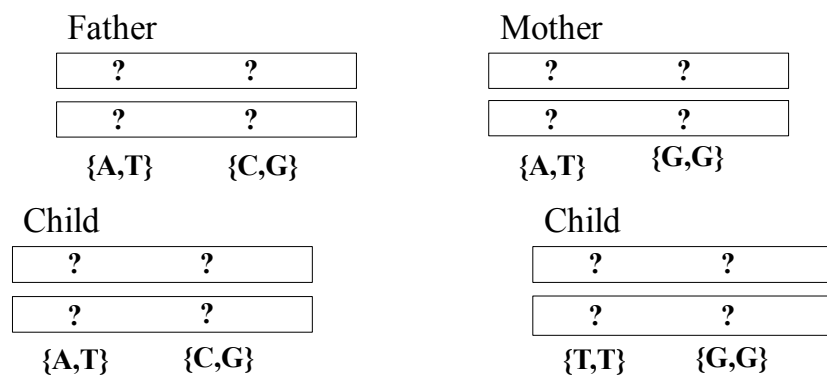 Father Mother
? ? ? ?
? ? ? ?
{A,T} {C,G} {A,T} {G,G}
Child Child
? ? ? ?
? ? ? ?
{A,T} {C,G} {T,T} {G,G}